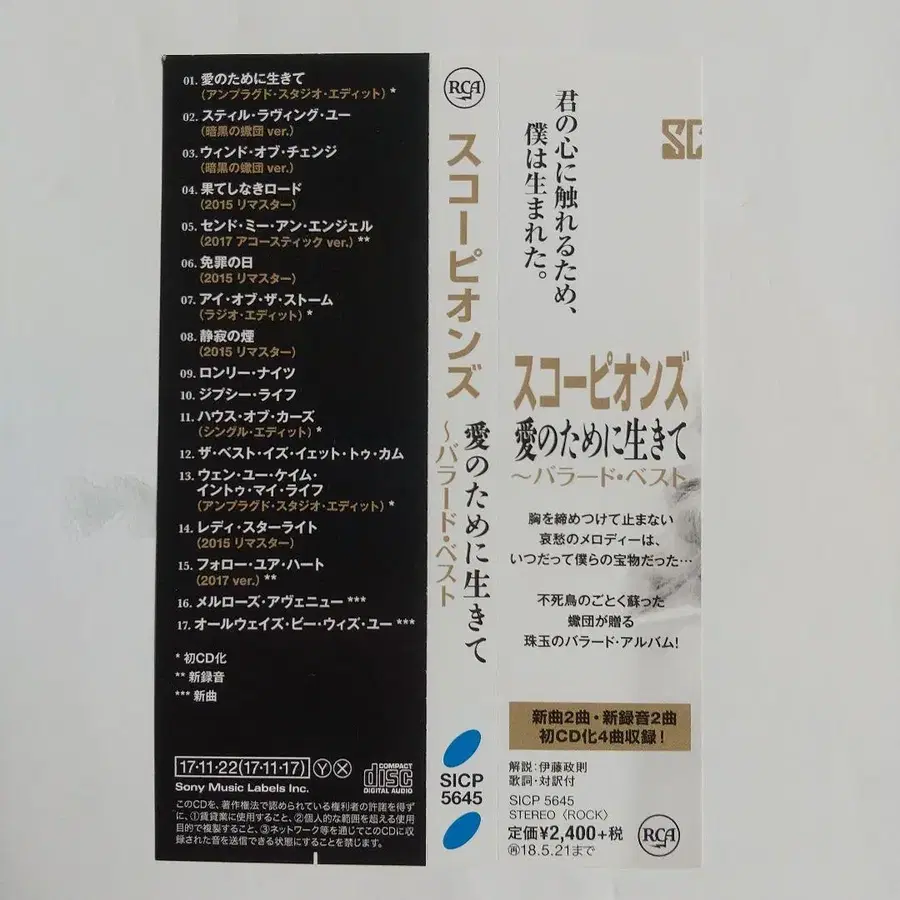 01. 愛のために生きて
(アンプラグド・スタジオ・エディット) *
02. スティル・ラヴィング・ユー
(暗黒の蠍団 ver.)
03. ウィンド・オブ・チェンジ
(暗黒の蠍団 ver.)
04. 果てしなきロード
(2015 リマスター)
05. センド・ミー・アン・エンジェル
(2017 アコースティック ver.) **
06. 免罪の日
(2015 リマスター)
07. アイ・オブ・ザ・ストーム
(ラジオ・エディット) *
08. 静寂の煙
(2015 リマスター)
09. ロンリー・ナイツ
10. ジプシー・ライフ
11. ハウス・オブ・カーズ
(シングル・エディット) *
12. ザ・ベスト・イズ・イェット・トゥ・カム
13. ウェン・ユー・ケイム・
イントゥ・マイ・ライフ
(アンプラグド・スタジオ・エディット) *
14. レディ・スターライト
(2015 リマスター)
15. フォロー・ユア・ハート
(2017 ver.) **
16. メルローズ・アヴェニュー ***
17. オールウェイズ・ビー・ウィズ・ユー ***
* 初CD化
** 新録音
*** 新曲
17・11・22(17・11・17) Ⓨ Ⓧ
COMPACT
disc
DIGITAL AUDIO
Sony Music Labels Inc.
このCDを、著作権法で認められている権利者の許諾を得ず
に、①賃貸業に使用すること、②個人的な範囲を超える使用
目的で複製すること、③ネットワーク等を通じてこのCDに収
録された音を送信できる状態にすることを禁じます。
RCA
スコーピオンズ
愛のために生きて
～バラード・ベスト
SICP
5645
SC
君の心に触れるため、
僕は生まれた。
スコーピオンズ
愛のために生きて
～バラード・ベスト
胸を締めつけて止まない
哀愁のメロディーは、
いつだって僕らの宝物だった…
不死鳥のごとく蘇った
蠍団が贈る
珠玉のバラード・アルバム!
新曲2曲・新録音2曲
初CD化4曲収録!
解説:伊藤政則
歌詞・対訳付
SICP 5645
STEREO〈ROCK〉
定価¥2,400+税
㊺18.5.21まで
RCA